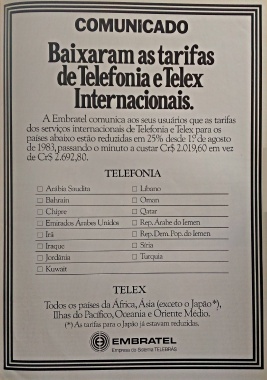 COMUNICADO
Baixaram as tarifas
de Telefonia e Telex
Internacionais.
A Embratel comunica aos seus usuários que as tarifas
dos serviços internacionais de Telefonia e Telex para os
países abaixo estão reduzidas em 25% desde 1º de agosto
de 1983, passando o minuto a custar Cr$ 2.019,60 em vez
de Cr$ 2.692,80.
TELEFONIA
□ Arábia Saudita □ Líbano
□ Bahrain □ Oman
□ Chipre □ Qatar
□ Emirados Árabes Unidos □ Rep. Árabe do Iemen
□ Irã □ Rep. Dem. Pop. do Iemen
□ Iraque □ Síria
□ Jordânia □ Turquia
□ Kuwait
TELEX
Todos os países da África, Ásia (exceto o Japão*),
Ilhas do Pacífico, Oceania e Oriente Médio.
(*) As tarifas para o Japão já estavam reduzidas.
EMBRATEL
Empresa do Sistema TELEBRÁS